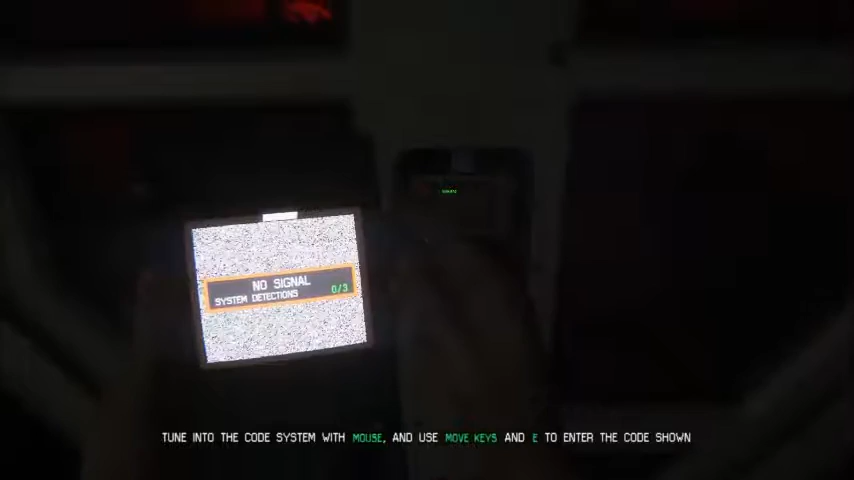 NO SIGNAL
SYSTEM DETECTIONS 0/3
TUNE INTO THE CODE SYSTEM WITH MOUSE, AND USE MOVE KEYS AND E TO ENTER THE CODE SHOWN